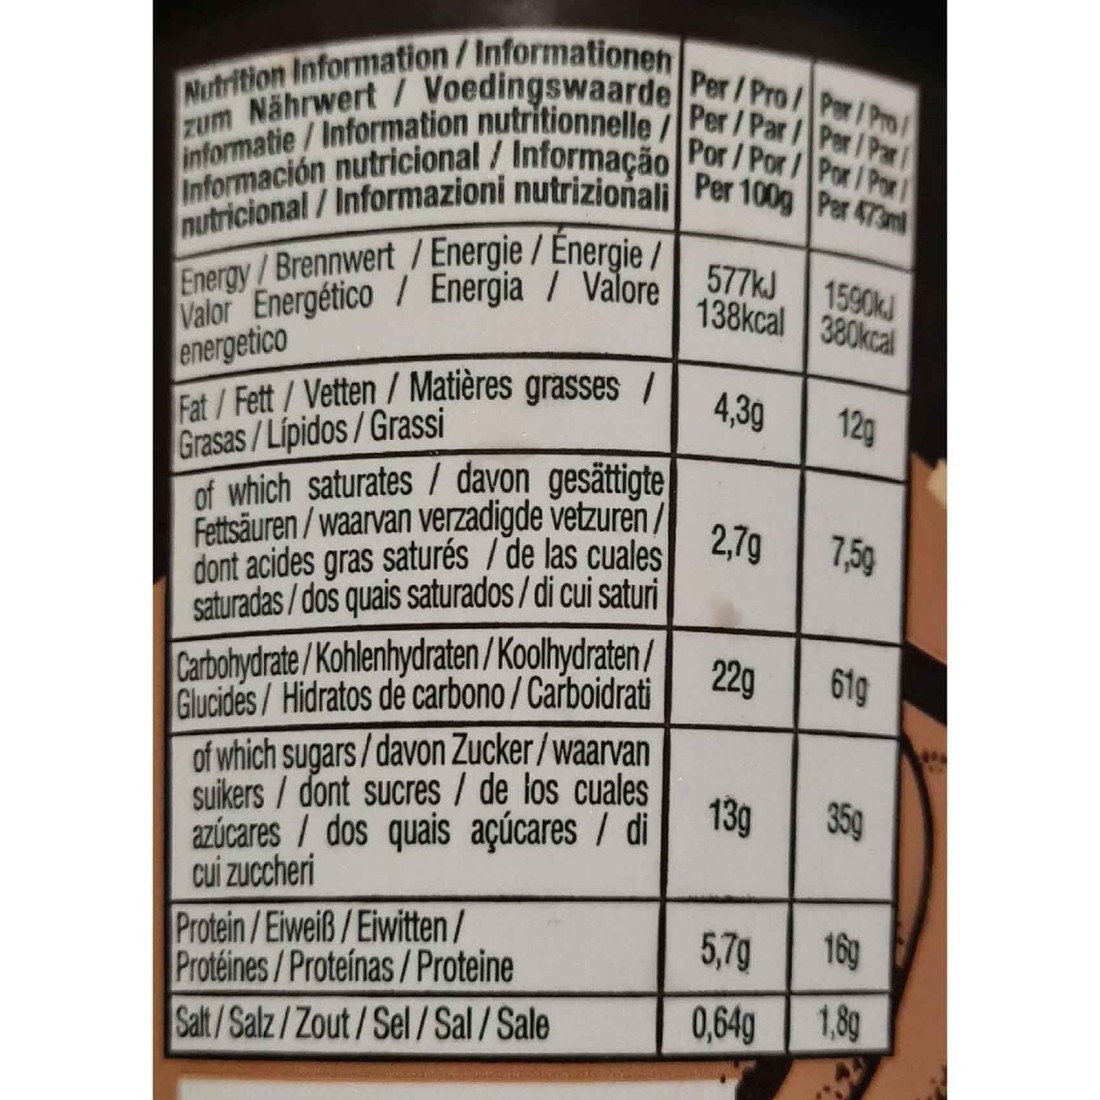 Nutrition Information / Informationen
zum Nährwert / Voedingswaarde
informatie / Information nutritionnelle /
Información nutricional / Informação
nutricional / Informazioni nutrizionali
Per / Pro /
Per / Par /
Por / Por /
Per 100g
Per / Pro /
Per / Par /
Por / Por /
Per 473ml
Energy / Brennwert / Energie / Énergie /
Valor Energético / Energia / Valore
energetico
577kJ
138kcal
1590kJ
380kcal
Fat / Fett / Vetten / Matières grasses /
Grasas / Lípidos / Grassi
4,3g
12g
of which saturates / davon gesättigte
Fettsäuren / waarvan verzadigde vetzuren /
dont acides gras saturés / de las cuales
saturadas / dos quais saturados / di cui saturi
2,7g
7,5g
Carbohydrate / Kohlenhydraten / Koolhydraten /
Glucides / Hidratos de carbono / Carboidrati
22g
61g
of which sugars / davon Zucker / waarvan
suikers / dont sucres / de los cuales
azúcares / dos quais açúcares / di
cui zuccheri
13g
35g
Protein / Eiweiß / Eiwitten /
Protéines / Proteínas / Proteine
5,7g
16g
Salt / Salz / Zout / Sel / Sal / Sale
0,64g
1,8g